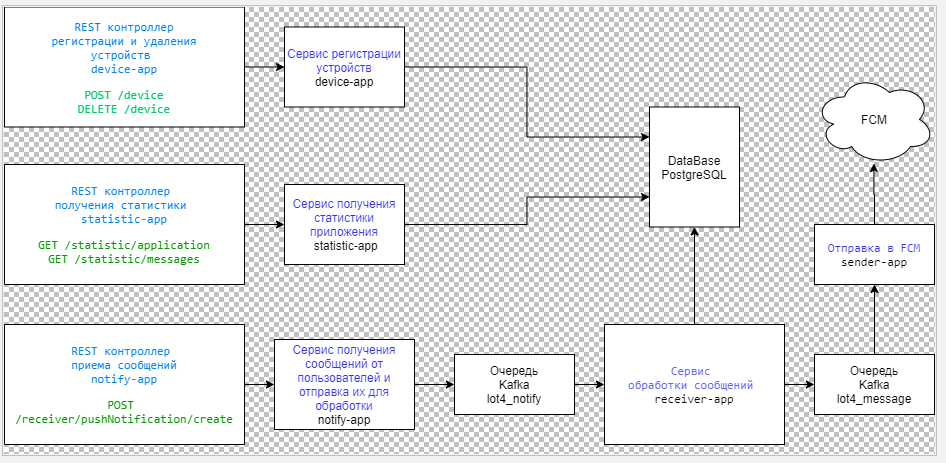 REST контроллер
регистрации и удаления
устройств
device-app
POST /device
DELETE /device
Сервис регистрации
устройств
device-app
DataBase
PostgreSQL
FCM
REST контроллер
получения статистики
statistic-app
GET /statistic/application
GET /statistic/messages
Сервис получения
статистики
приложения
statistic-app
Отправка в FCM
sender-app
REST контроллер
приема сообщений
notify-app
POST
/receiver/pushNotification/create
Сервис получения
сообщений от
пользователей и
отправка их для
обработки
notify-app
Очередь
Kafka
lot4_notify
Сервис
обработки сообщений
receiver-app
Очередь
Kafka
lot4_message